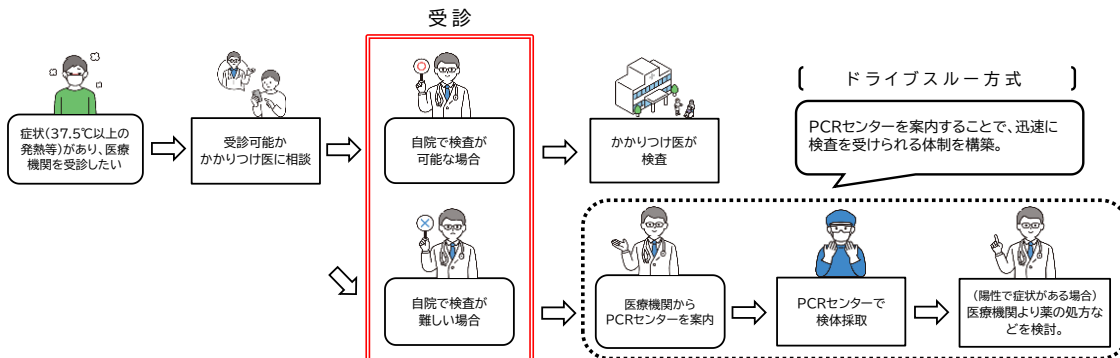 受診
〔 ドライブスルー方式 〕
PCRセンターを案内することで、迅速に
検査を受けられる体制を構築。
症状(37.5℃以上の
発熱等)があり、医療
機関を受診したい
受診可能か
かかりつけ医に相談
自院で検査が
可能な場合
かかりつけ医が
検査
自院で検査が
難しい場合
医療機関から
PCRセンターを案内
PCRセンターで
検体採取
(陽性で症状がある場合)
医療機関より薬の処方な
どを検討。